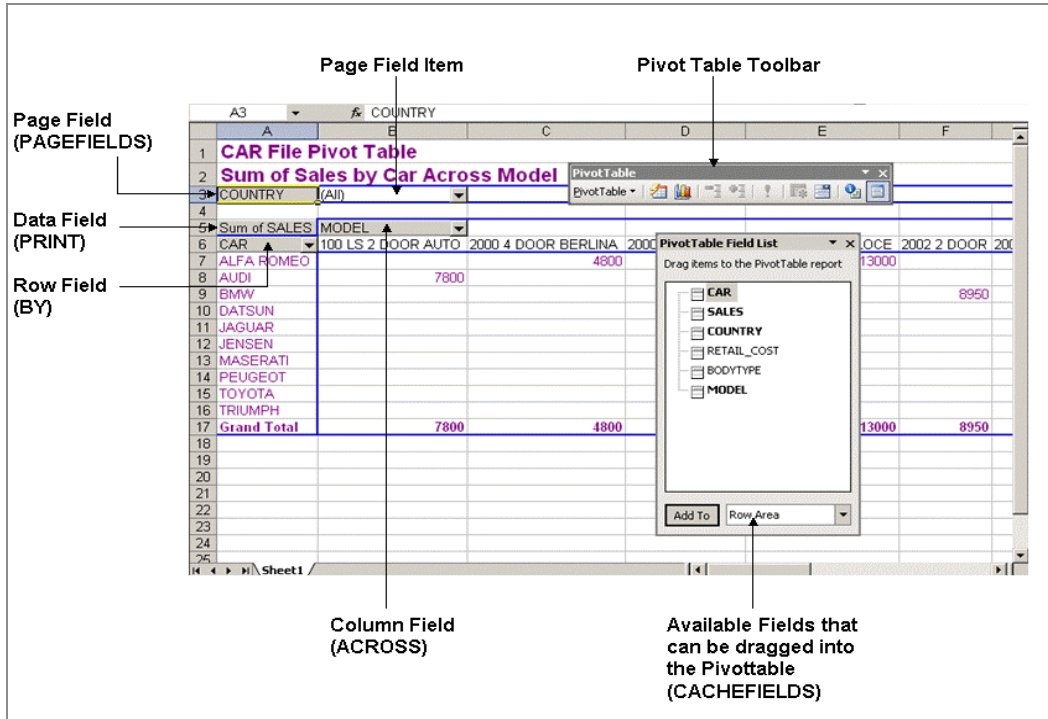 Page Field Item
Pivot Table Toolbar
Page Field
(PAGEFIELDS)
Data Field
(PRINT)
Row Field
(BY)
A3 fx COUNTRY
A B C D E F
1 CAR File Pivot Table
2 Sum of Sales by Car Across Model
3 COUNTRY (All)
4
5 Sum of SALES MODEL
6 CAR 100 LS 2 DOOR AUTO 2000 4 DOOR BERLINA 2000 OCE 2002 2 DOOR 200
7 ALFA ROMEO 4800 13000
8 AUDI 7800
9 BMW 8950
10 DATSUN
11 JAGUAR
12 JENSEN
13 MASERATI
14 PEUGEOT
15 TOYOTA
16 TRIUMPH
17 Grand Total 7800 4800 13000 8950
18
19
20
21
22
23
24
25
Sheet1
PivotTable
PivotTable
PivotTable Field List
Drag items to the PivotTable report
CAR
SALES
COUNTRY
RETAIL_COST
BODYTYPE
MODEL
Add To Row Area
Column Field
(ACROSS)
Available Fields that
can be dragged into
the Pivottable
(CACHEFIELDS)